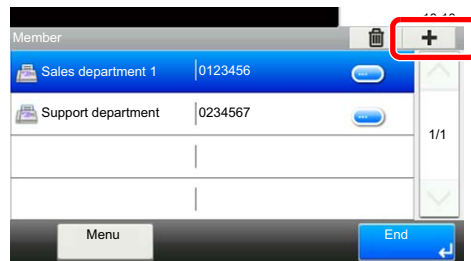 Member
Sales department 1 0123456
Support department 0234567
1/1
Menu End